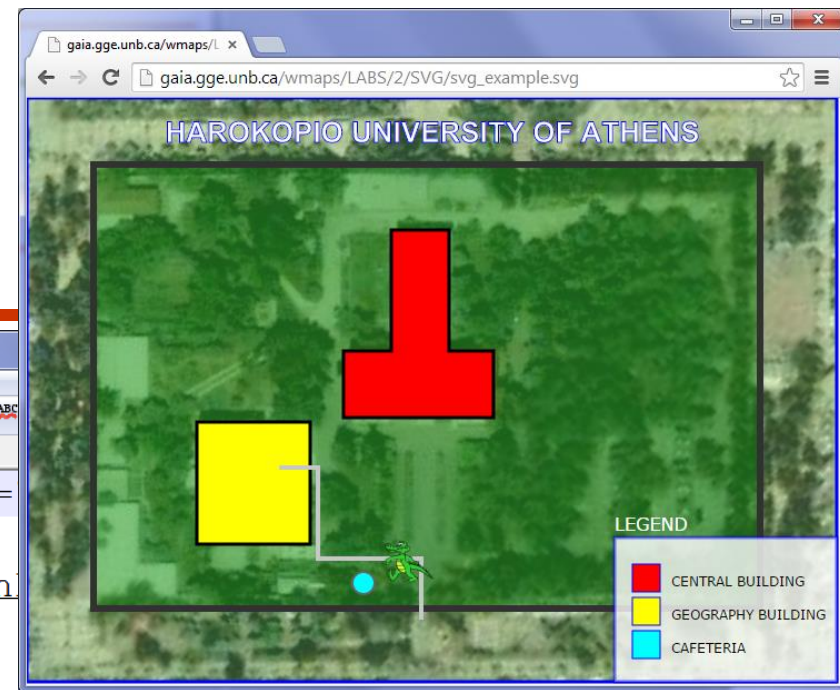 gaia.gge.unb.ca/wmaps/L
gaia.gge.unb.ca/wmaps/LABS/2/SVG/svg_example.svg
HAROKOPIO UNIVERSITY OF ATHENS
ABC
=
LEGEND
CENTRAL BUILDING
GEOGRAPHY BUILDING
CAFETERIA